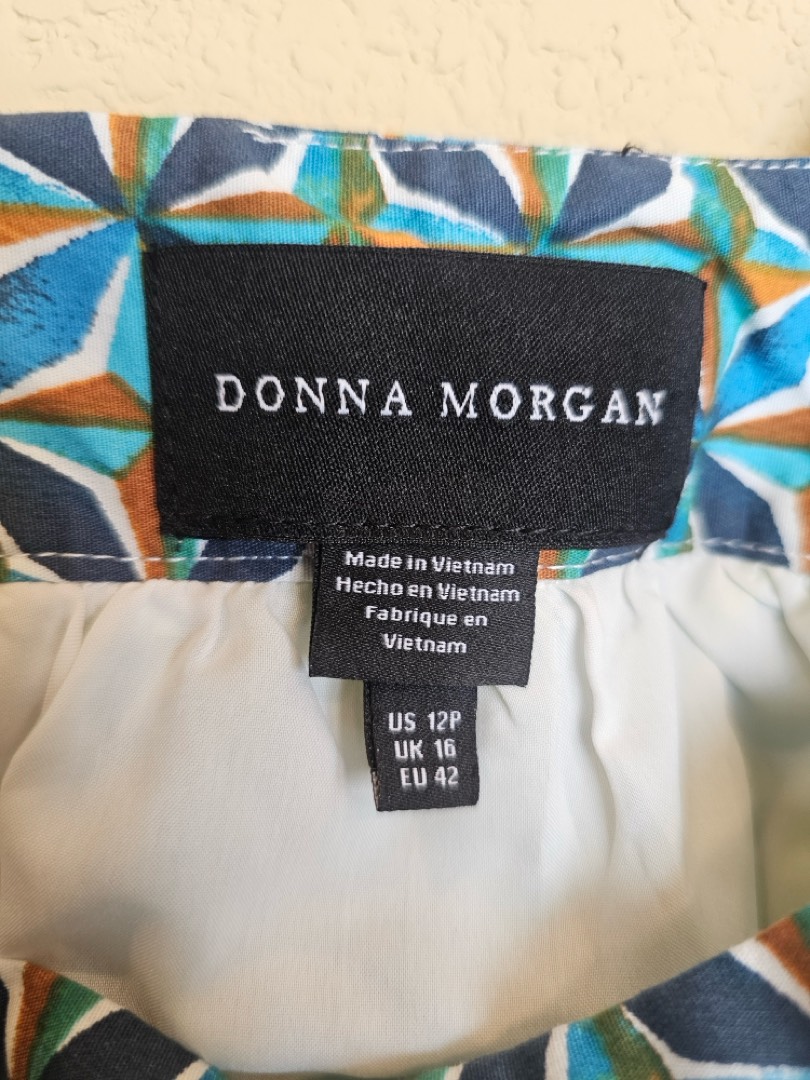 DONNA MORGAN
Made in Vietnam
Hecho en Vietnam
Fabrique en
Vietnam
US 12P
UK 16
EU 42